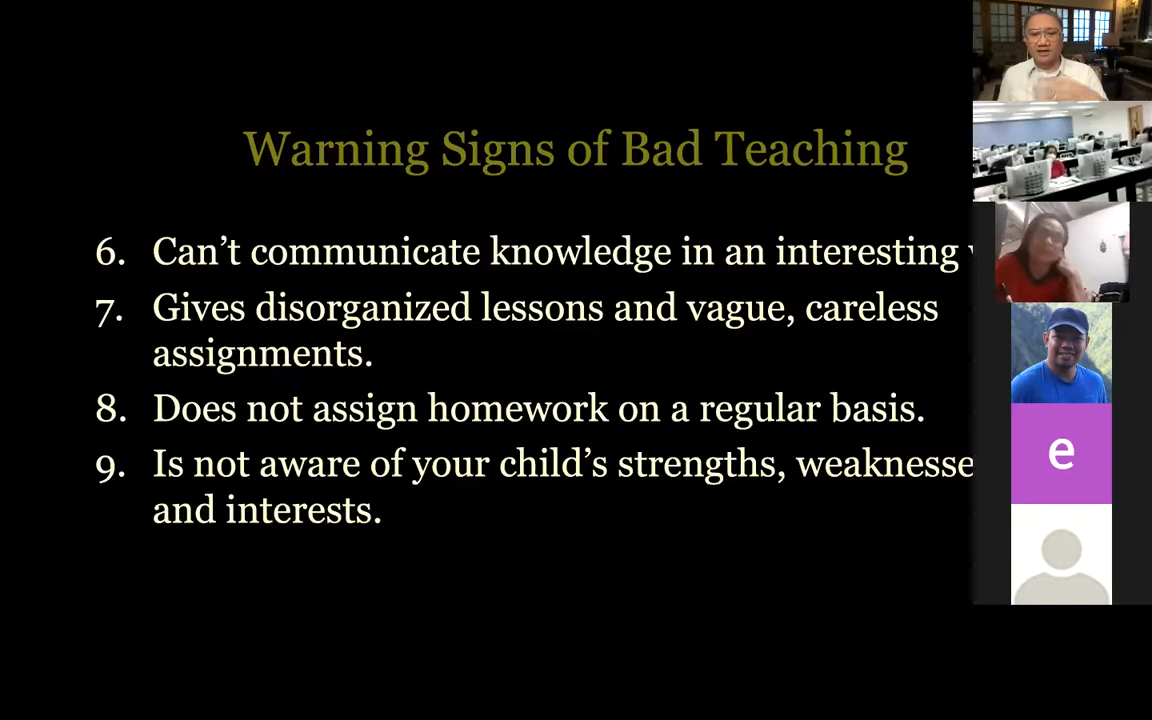 Warning Signs of Bad Teaching
6. Can’t communicate knowledge in an interesting
7. Gives disorganized lessons and vague, careless
assignments.
8. Does not assign homework on a regular basis.
9. Is not aware of your child’s strengths,
and interests.
e